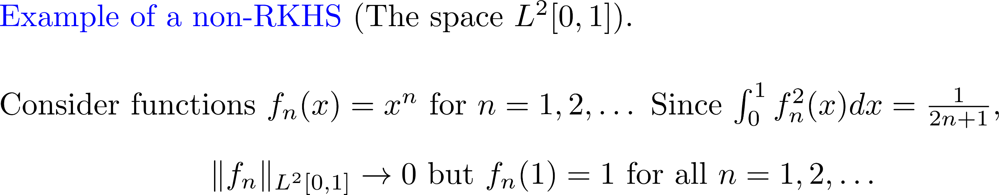 Example of a non-RKHS (The space $L^2[0,1]$).
Consider functions $f_n(x) = x^n$ for $n = 1, 2, \ldots$ Since $\int_0^1 f_n^2(x)dx = \frac{1}{2n+1}$,
$\|f_n\|_{L^2[0,1]} \to 0$ but $f_n(1) = 1$ for all $n = 1, 2, \ldots$